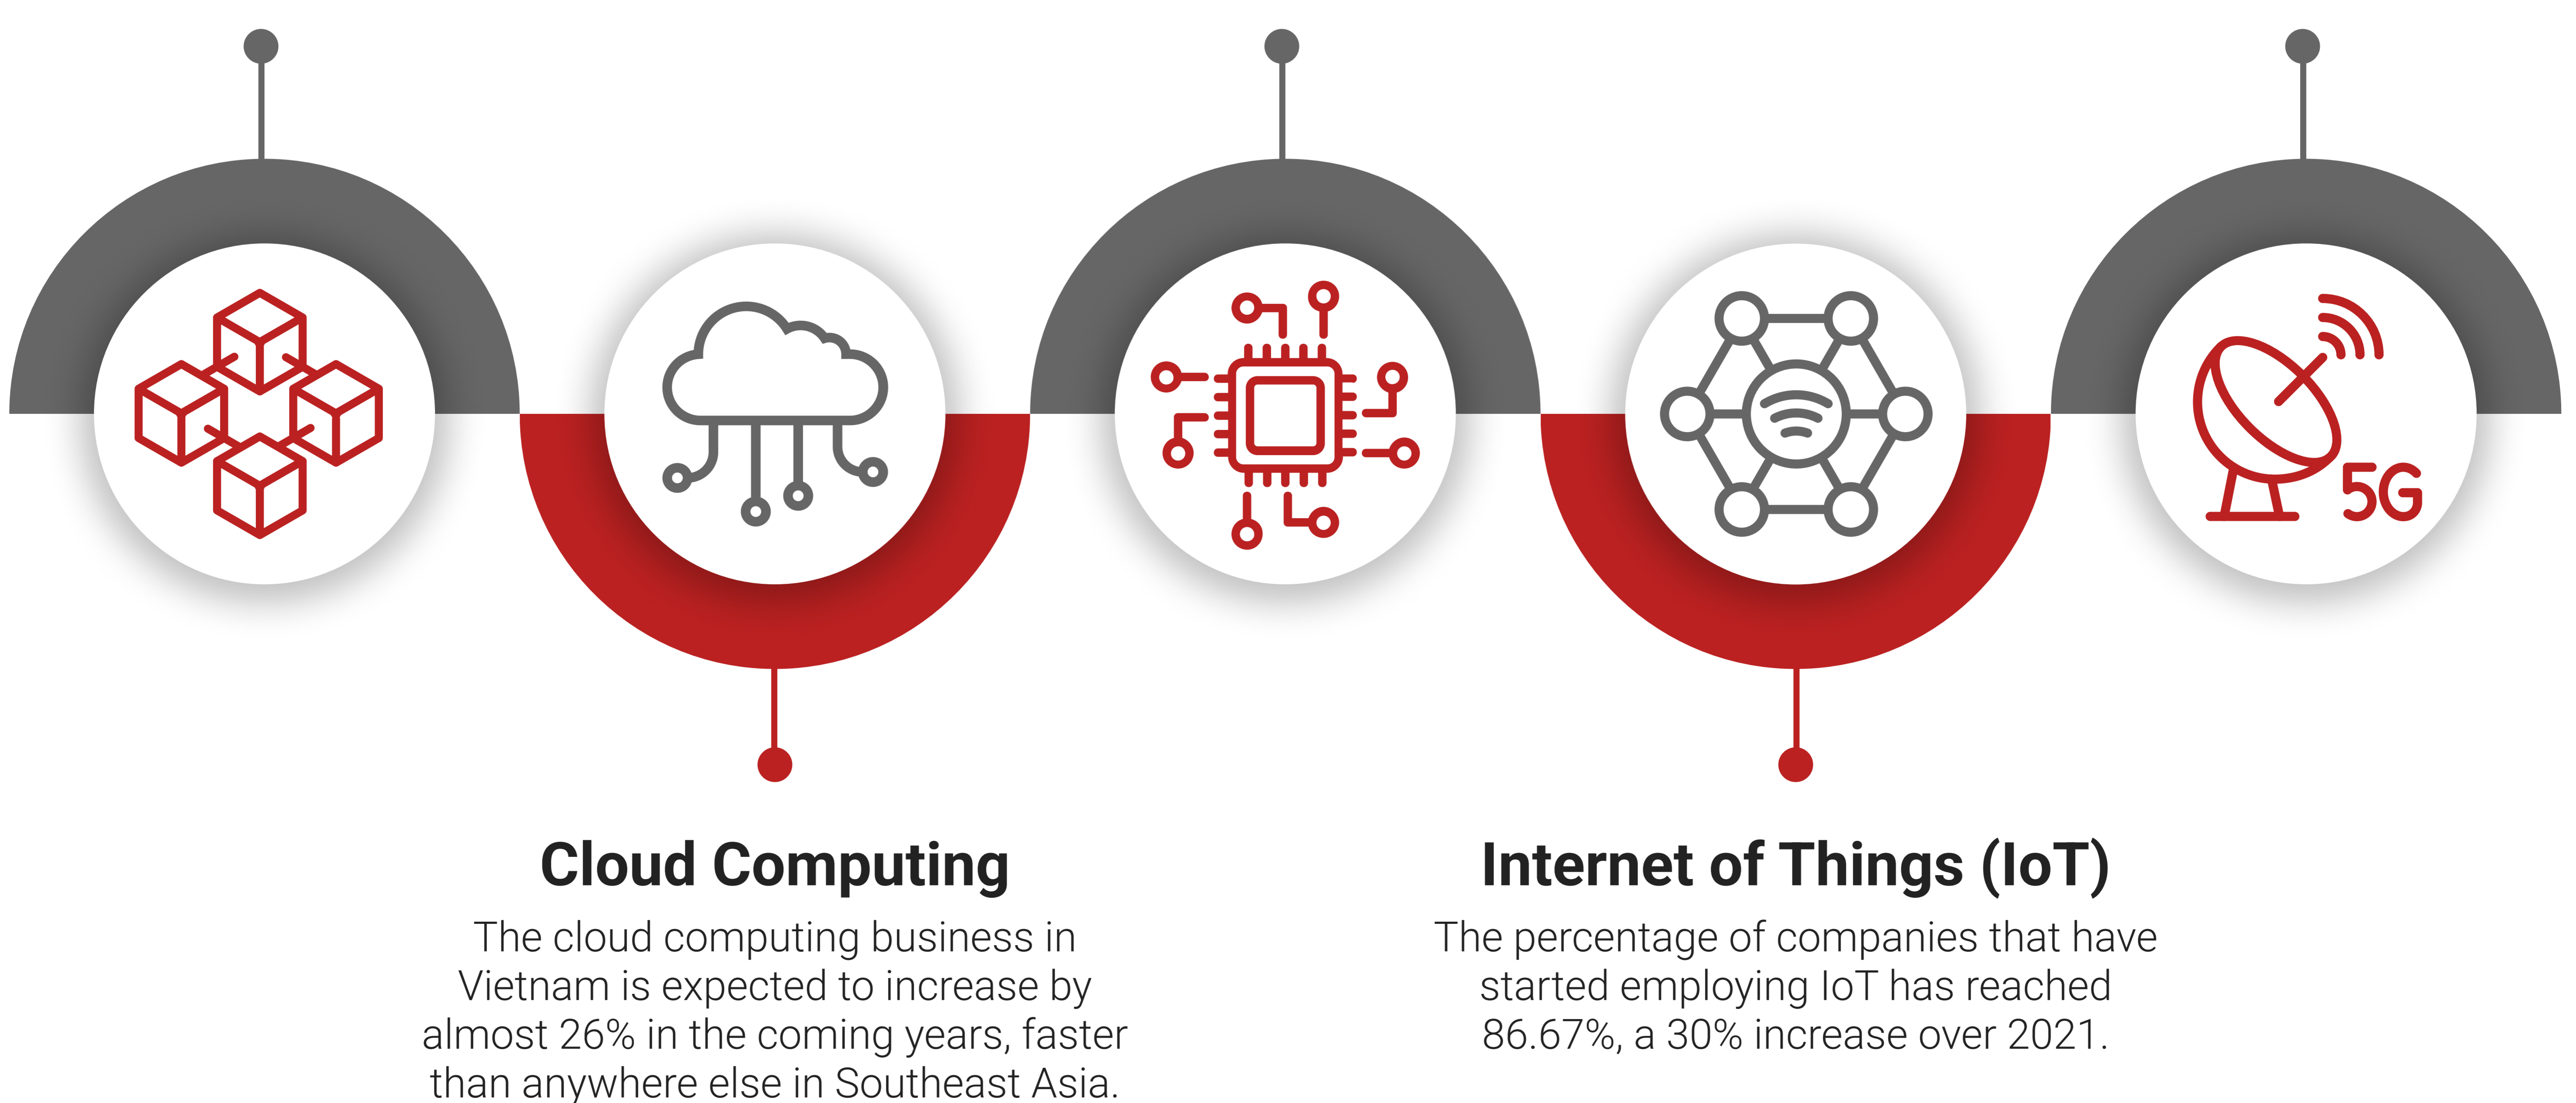 5G
Cloud Computing
The cloud computing business in
Vietnam is expected to increase by
almost 26% in the coming years, faster
than anywhere else in Southeast Asia.
Internet of Things (IoT)
The percentage of companies that have
started employing IoT has reached
86.67%, a 30% increase over 2021.